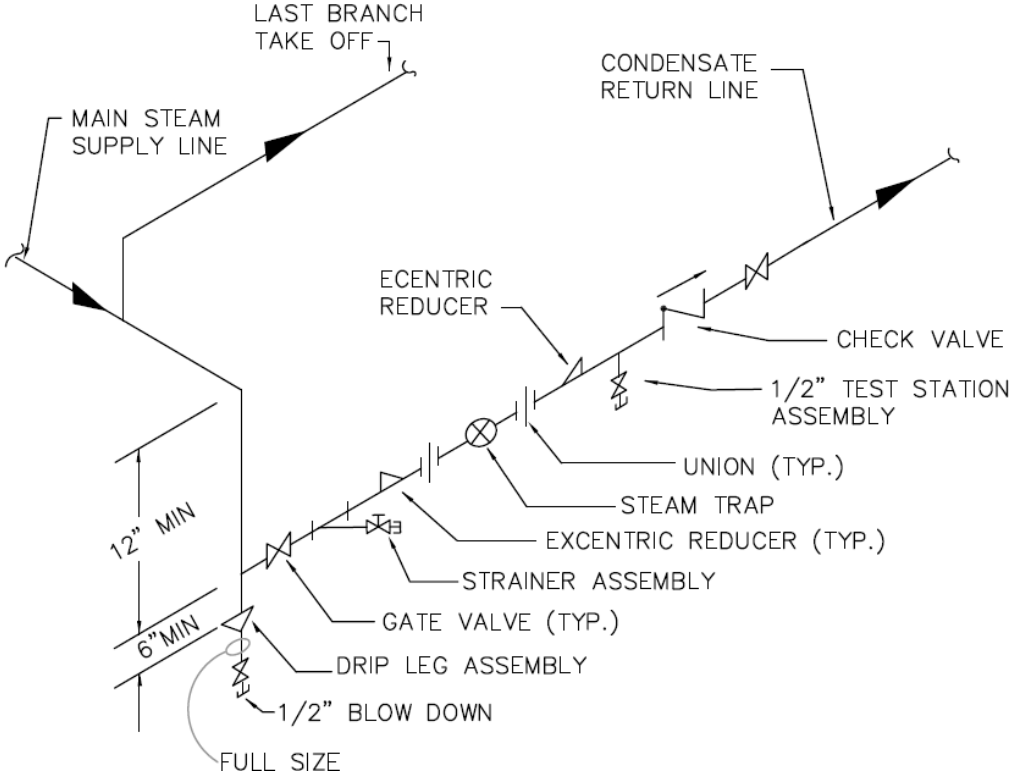 LAST BRANCH
TAKE OFF
CONDENSATE
RETURN LINE
MAIN STEAM
SUPPLY LINE
ECENTRIC
REDUCER
CHECK VALVE
1/2" TEST STATION
ASSEMBLY
UNION (TYP.)
STEAM TRAP
12" MIN
EXCENTRIC REDUCER (TYP.)
STRAINER ASSEMBLY
GATE VALVE (TYP.)
6"MIN
DRIP LEG ASSEMBLY
1/2" BLOW DOWN
FULL SIZE